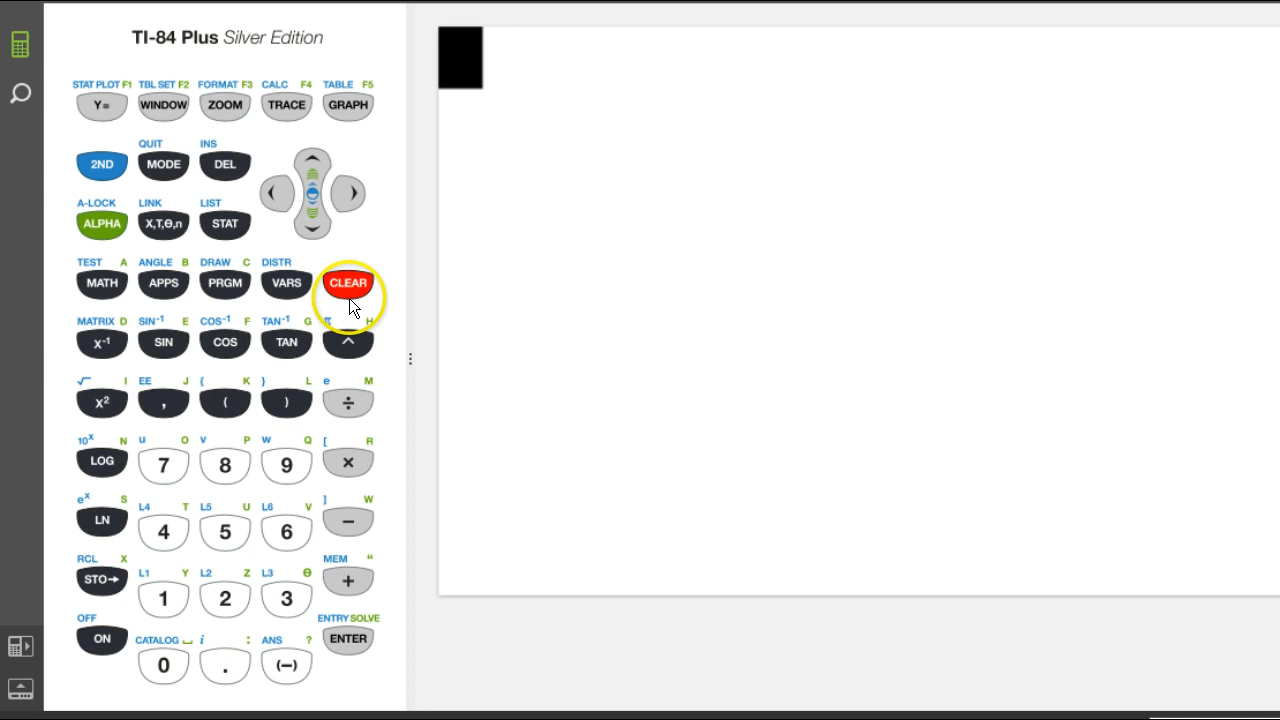 TI-84 Plus Silver Edition
STAT PLOT F1 TBL SET F2 FORMAT F3 CALC F4 TABLE F5
Y= WINDOW ZOOM TRACE GRAPH
QUIT INS
2ND MODE DEL
A-LOCK LINK LIST
ALPHA X,T,Θ,n STAT
TEST A ANGLE B DRAW C DISTR
MATH APPS PRGM VARS CLEAR
MATRIX D SIN⁻¹ E COS⁻¹ F TAN⁻¹ G π H
X⁻¹ SIN COS TAN ^
√ I EE J { K } L e M
X² , ( ) ÷
10ˣ N u O v P w Q [ R
LOG 7 8 9 ×
eˣ S L4 T L5 U L6 V ] W
LN 4 5 6 −
RCL X L1 Y L2 Z L3 Θ MEM “
STO→ 1 2 3 +
OFF CATALOG ⎵ i : ANS ? ENTRY SOLVE
ON 0 . (−) ENTER